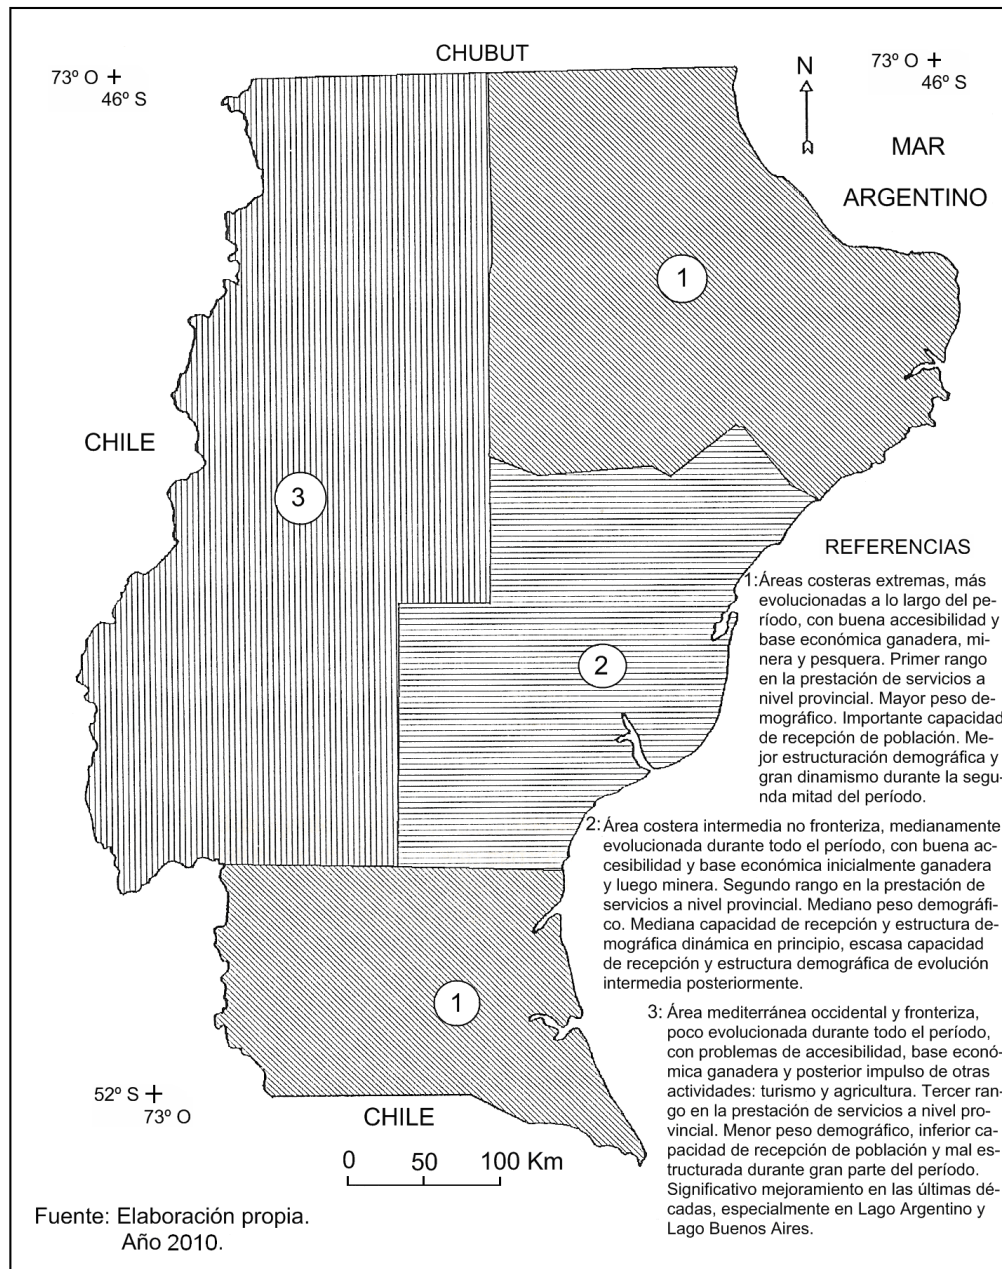 CHUBUT
73º O +
46º S
73º O +
46º S
N
MAR
ARGENTINO
1
CHILE
3
REFERENCIAS
1: Áreas costeras extremas, más
evolucionadas a lo largo del pe-
ríodo, con buena accesibilidad y
base económica ganadera, mi-
nera y pesquera. Primer rango
en la prestación de servicios a
nivel provincial. Mayor peso de-
mográfico. Importante capacidad
de recepción de población. Me-
jor estructuración demográfica y
gran dinamismo durante la segu-
nda mitad del período.
2
2: Área costera intermedia no fronteriza, medianamente
evolucionada durante todo el período, con buena ac-
cesibilidad y base económica inicialmente ganadera
y luego minera. Segundo rango en la prestación de
servicios a nivel provincial. Mediano peso demográfi-
co. Mediana capacidad de recepción y estructura de-
mográfica dinámica en principio, escasa capacidad
de recepción y estructura demográfica de evolución
intermedia posteriormente.
1
3: Área mediterránea occidental y fronteriza,
poco evolucionada durante todo el período,
con problemas de accesibilidad, base econó-
mica ganadera y posterior impulso de otras
actividades: turismo y agricultura. Tercer ran-
go en la prestación de servicios a nivel pro-
vincial. Menor peso demográfico, inferior ca-
pacidad de recepción de población y mal es-
tructurada durante gran parte del período.
Significativo mejoramiento en las últimas dé-
cadas, especialmente en Lago Argentino y
Lago Buenos Aires.
52º S +
73º O
CHILE
0 50 100 Km
Fuente: Elaboración propia.
Año 2010.